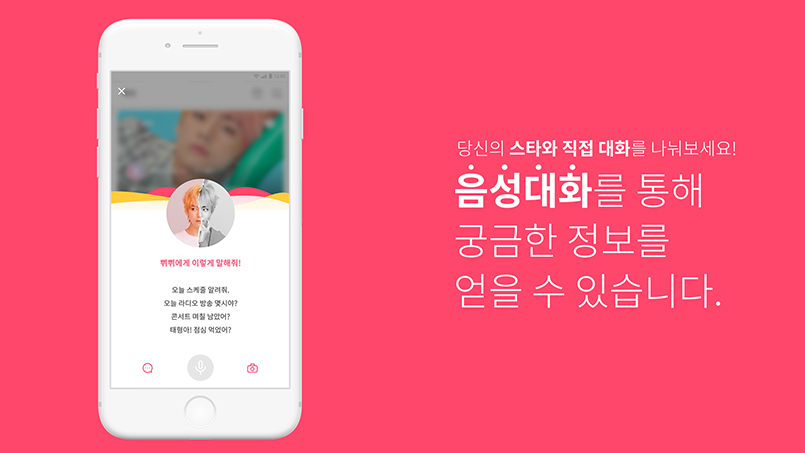 뷔뷔에게 이렇게 말해줘!
오늘 스케줄 알려줘.
오늘 라디오 방송 몇시야?
콘서트 며칠 남았어?
태형아! 점심 먹었어?
당신의 스타와 직접 대화를 나눠보세요!
음성대화를 통해
궁금한 정보를
얻을 수 있습니다.